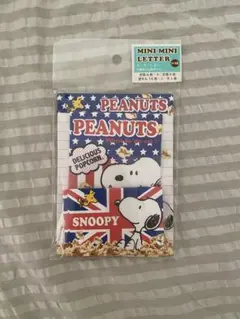 MINI MINI
LETTER
PEANUTS
PEANUTS
DELICIOUS
POPCORN.
SNOOPY